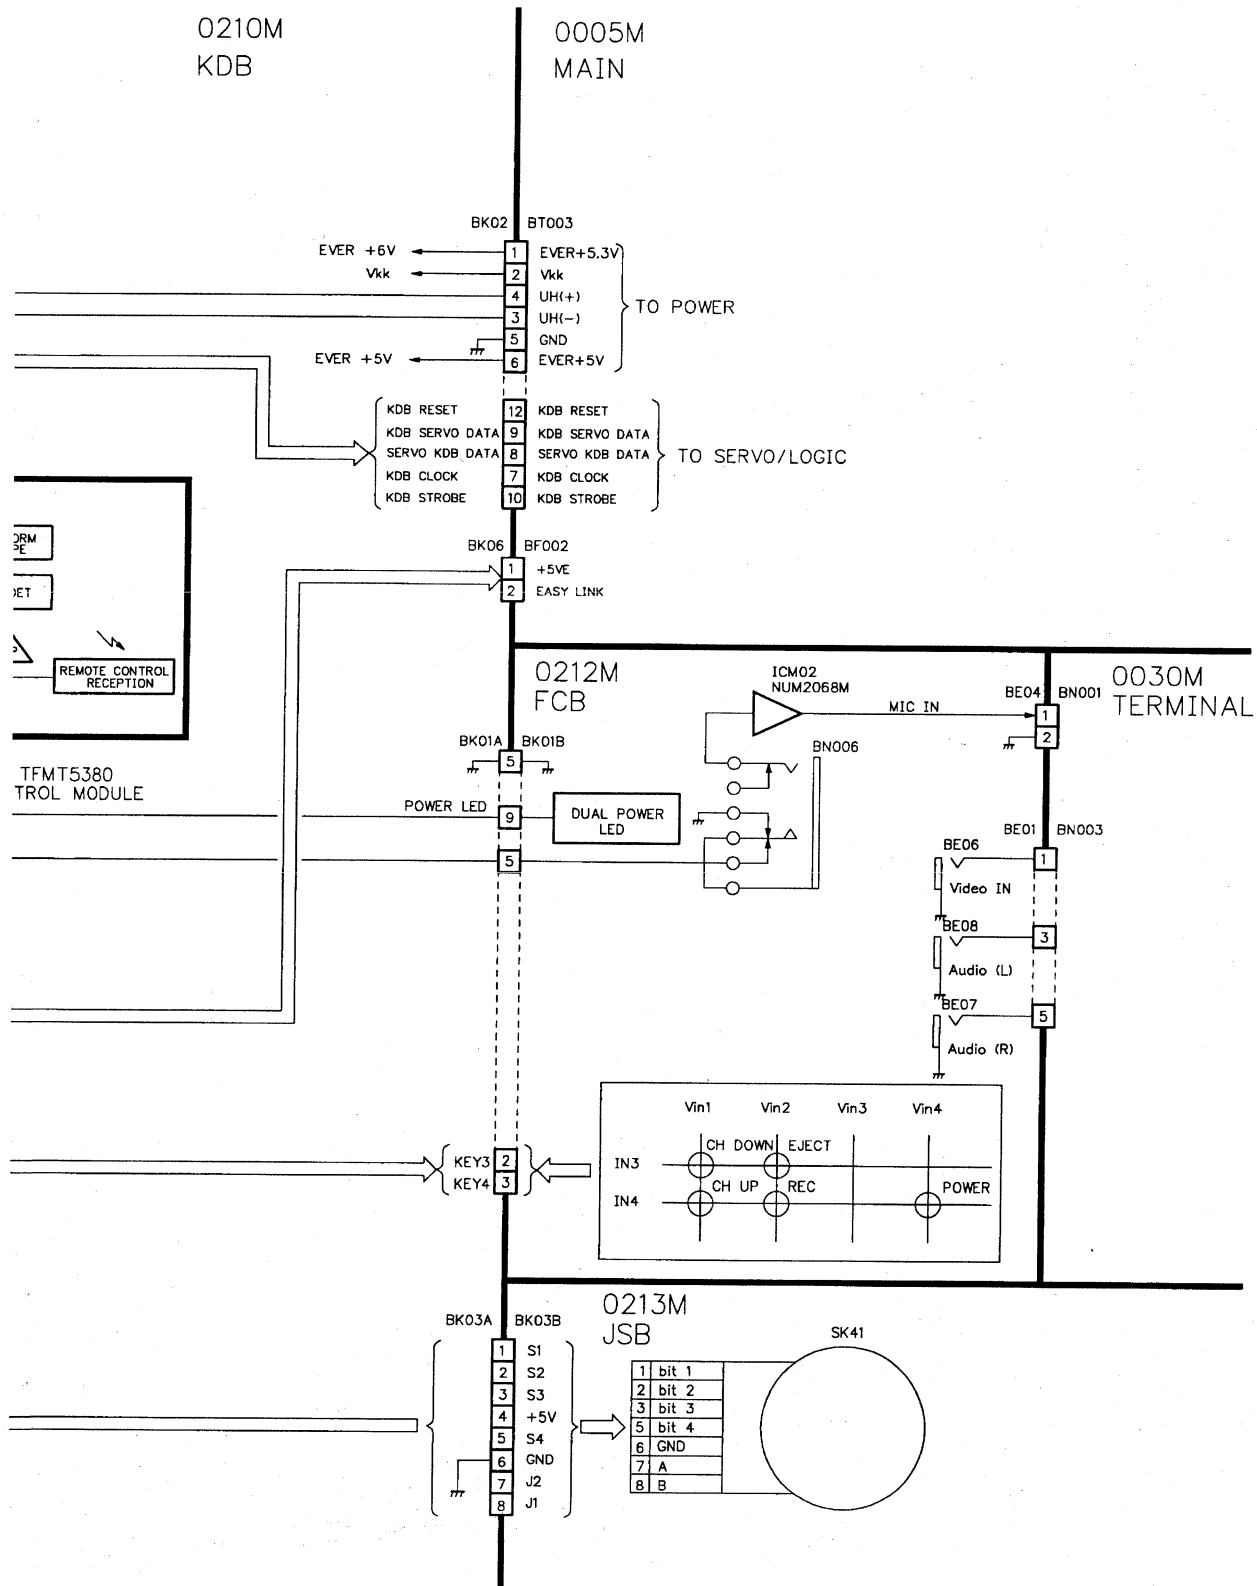 0210M
KDB
0005M
MAIN
BK02 BT003
EVER +6V 1 EVER+5.3V
Vkk 2 Vkk
4 UH(+)
3 UH(-)
5 GND
EVER +5V 6 EVER+5V
TO POWER
KDB RESET 12 KDB RESET
KDB SERVO DATA 9 KDB SERVO DATA
SERVO KDB DATA 8 SERVO KDB DATA
KDB CLOCK 7 KDB CLOCK
KDB STROBE 10 KDB STROBE
TO SERVO/LOGIC
BK06 BF002
1 +5VE
2 EASY LINK
ORM
PE
DET
REMOTE CONTROL
RECEPTION
TFMT5380
TROL MODULE
0212M
FCB
ICM02
NUM2068M
MIC IN
BE04 BN001
1
2
0030M
TERMINAL
BK01A BK01B
5
BN006
POWER LED 9
DUAL POWER
LED
5
BE01 BN003
BE06 1
Video IN
BE08 3
Audio (L)
BE07 5
Audio (R)
KEY3 2
KEY4 3
Vin1 Vin2 Vin3 Vin4
CH DOWN EJECT
IN3
CH UP REC POWER
IN4
0213M
JSB
BK03A BK03B
1 S1
2 S2
3 S3
4 +5V
5 S4
6 GND
7 J2
8 J1
SK41
1 bit 1
2 bit 2
3 bit 3
5 bit 4
6 GND
7 A
8 B